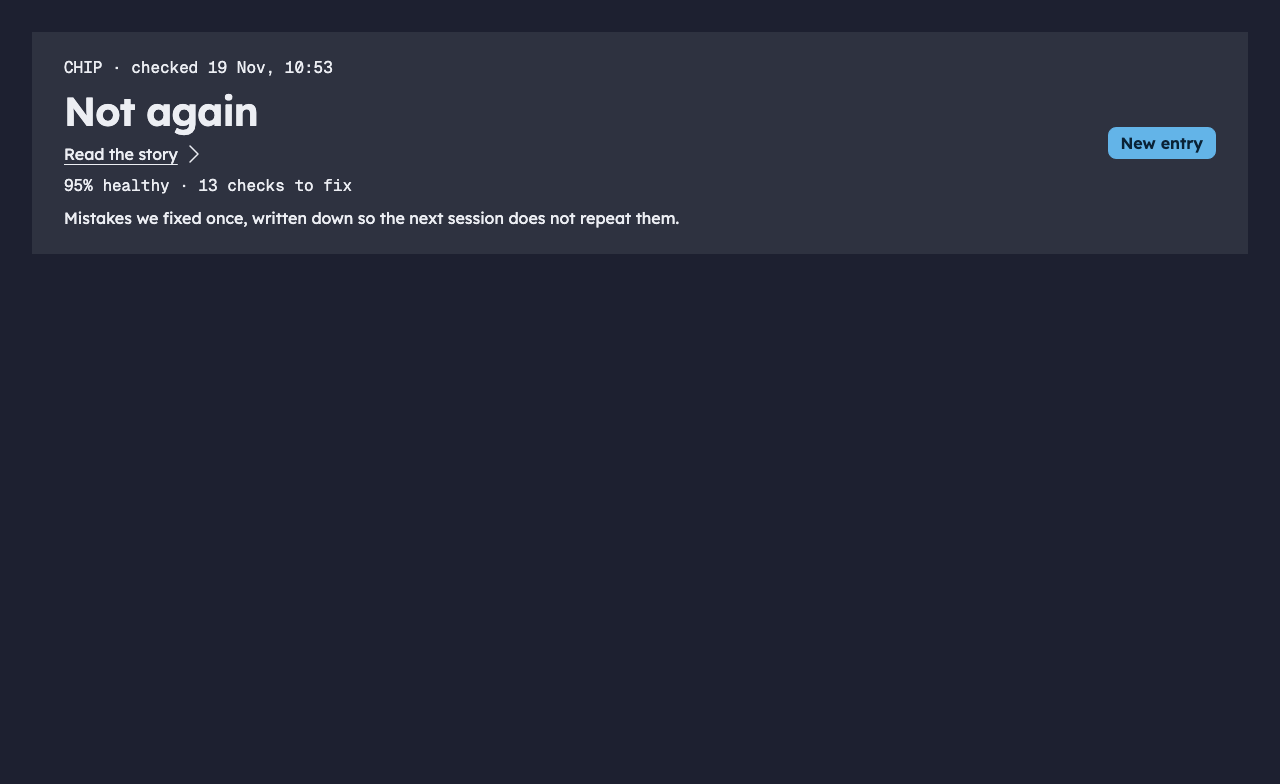 CHIP · checked 19 Nov, 10:53
Not again
Read the story
95% healthy · 13 checks to fix
Mistakes we fixed once, written down so the next session does not repeat them.
New entry